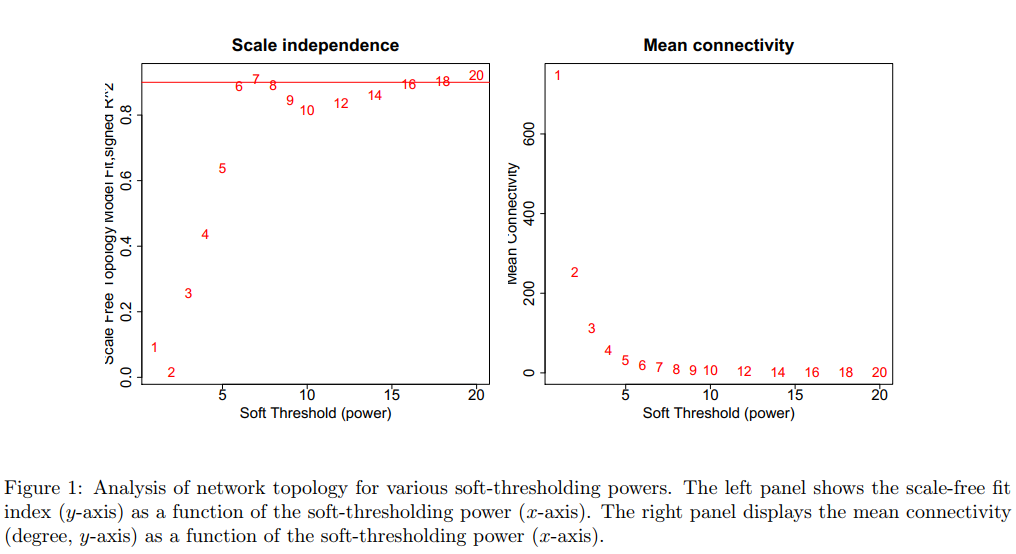 Scale independence
Scale Free Topology Model Fit,signed R^2
0.0 0.2 0.4 0.6 0.8
1 2 3 4 5 6 7 8 9 10 12 14 16 18 20
5 10 15 20
Soft Threshold (power)
Mean connectivity
Mean Connectivity
0 200 400 600
1 2 3 4 5 6 7 8 9 10 12 14 16 18 20
5 10 15 20
Soft Threshold (power)
Figure 1: Analysis of network topology for various soft-thresholding powers. The left panel shows the scale-free fit
index (y-axis) as a function of the soft-thresholding power (x-axis). The right panel displays the mean connectivity
(degree, y-axis) as a function of the soft-thresholding power (x-axis).